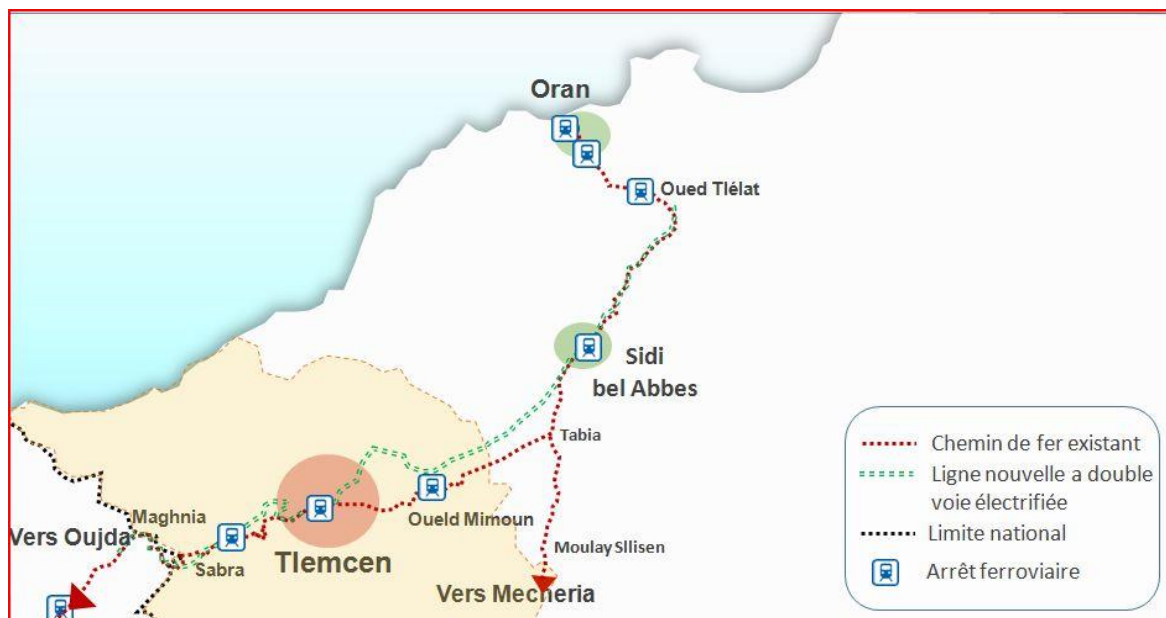 Oran
Oued Tlélat
Sidi
bel Abbes
Tabia
Oueld Mimoun
Maghnia
Vers Oujda
Sabra
Tlemcen
Moulay Sllisen
Vers Mecheria
Chemin de fer existant
Ligne nouvelle a double
voie électrifiée
Limite national
Arrêt ferroviaire